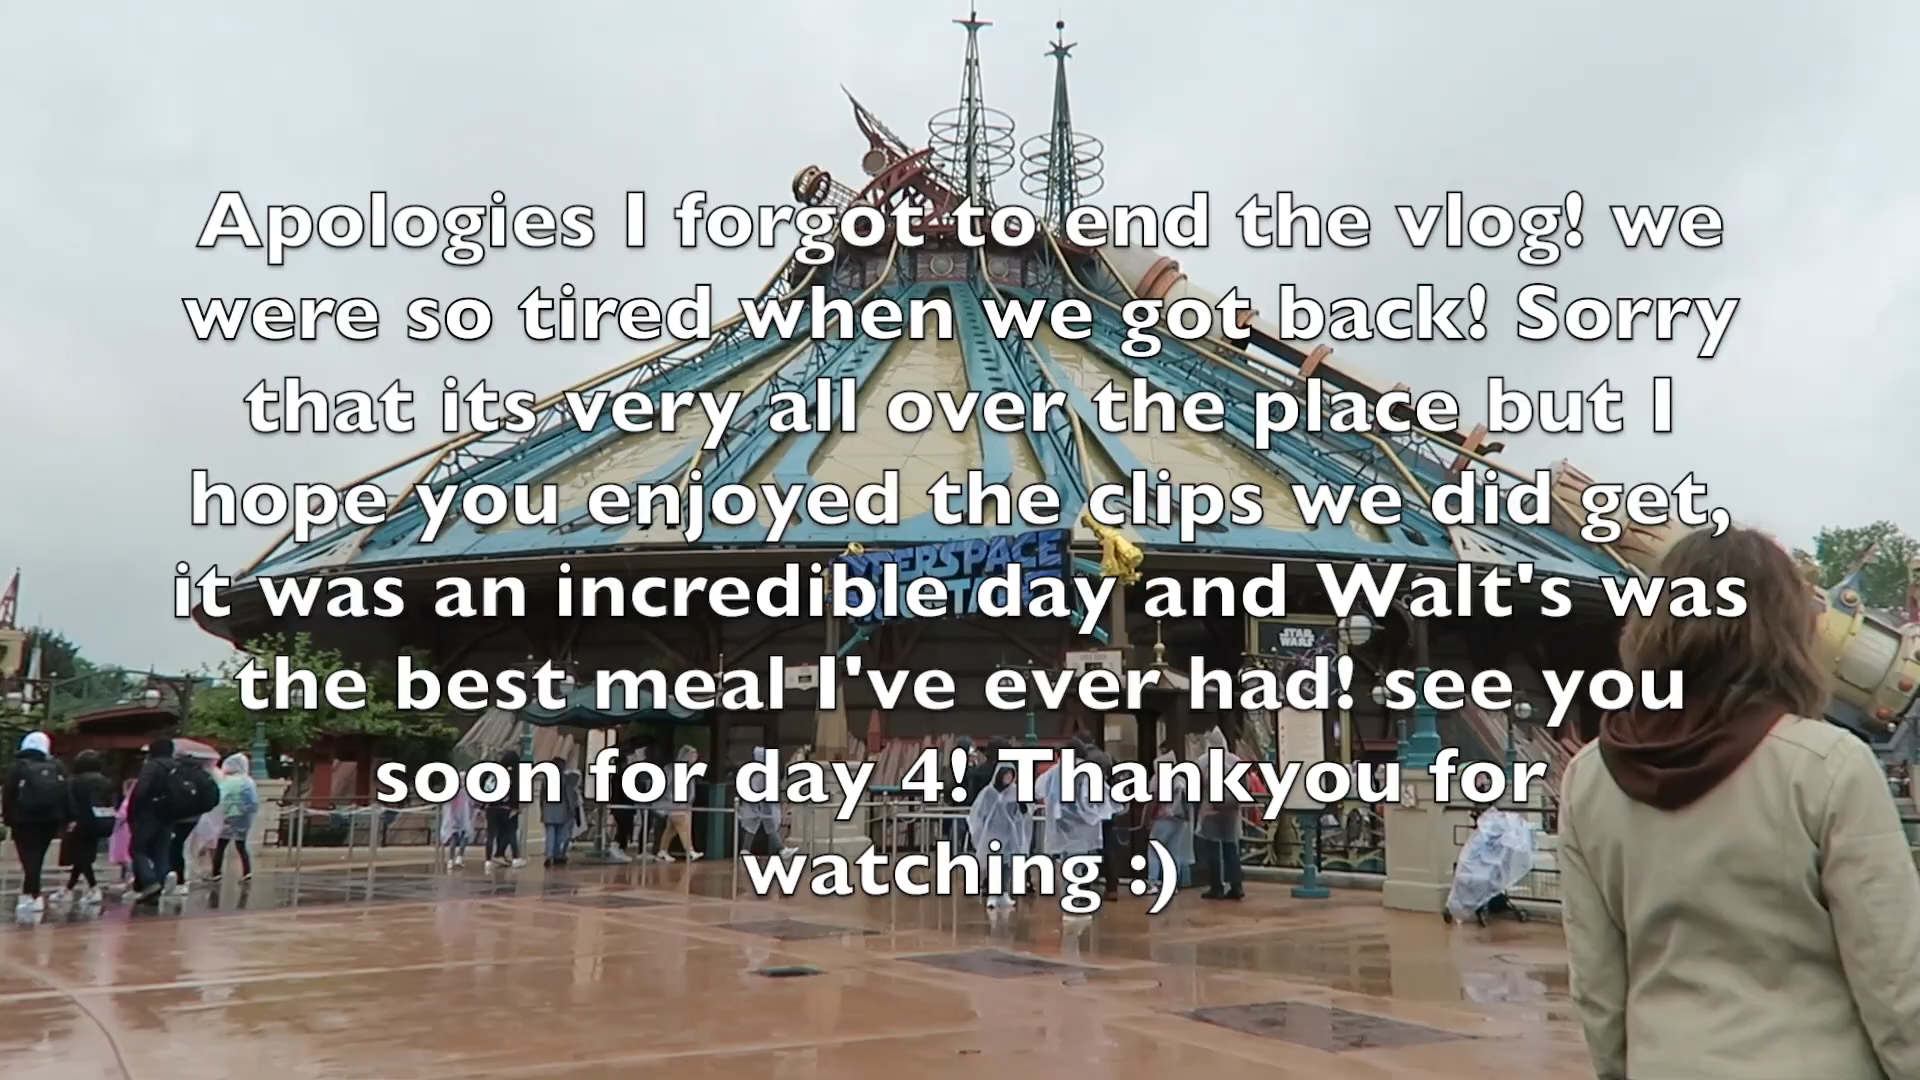 Apologies I forgot to end the vlog! we
were so tired when we got back! Sorry
that its very all over the place but I
hope you enjoyed the clips we did get,
it was an incredible day and Walt's was
the best meal I've ever had! see you
soon for day 4! Thankyou for
watching :)
STAR
WARS